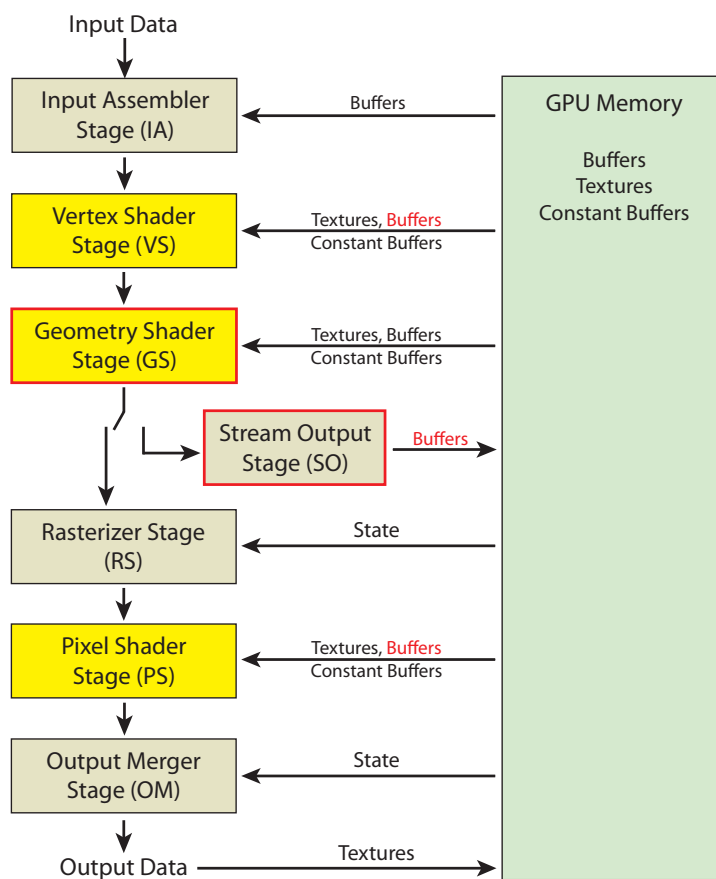 Input Data
Input Assembler
Stage (IA)
Buffers
GPU Memory
Buffers
Textures
Constant Buffers
Vertex Shader
Stage (VS)
Textures, Buffers
Constant Buffers
Geometry Shader
Stage (GS)
Textures, Buffers
Constant Buffers
Stream Output
Stage (SO)
Buffers
Rasterizer Stage
(RS)
State
Pixel Shader
Stage (PS)
Textures, Buffers
Constant Buffers
Output Merger
Stage (OM)
State
Output Data
Textures